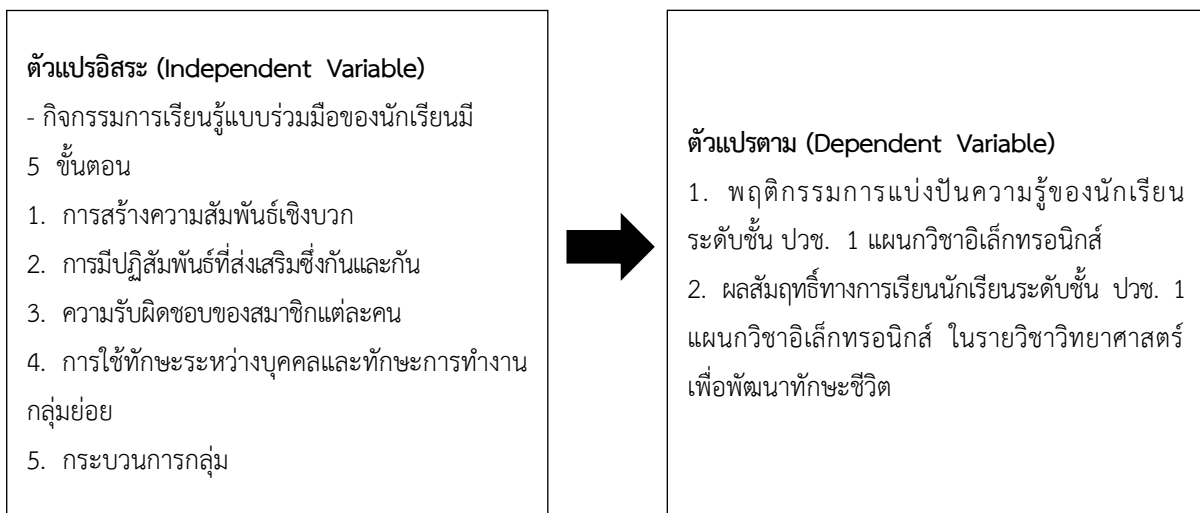 ตัวแปรอิสระ (Independent Variable)
- กิจกรรมการเรียนรู้แบบร่วมมือของนักเรียนมี
5 ขั้นตอน
1. การสร้างความสัมพันธ์เชิงบวก
2. การมีปฏิสัมพันธ์ที่ส่งเสริมซึ่งกันและกัน
3. ความรับผิดชอบของสมาชิกแต่ละคน
4. การใช้ทักษะระหว่างบุคคลและทักษะการทำงาน
กลุ่มย่อย
5. กระบวนการกลุ่ม
ตัวแปรตาม (Dependent Variable)
1. พฤติกรรมการแบ่งปันความรู้ของนักเรียน
ระดับชั้น ปวช. 1 แผนกวิชาอิเล็กทรอนิกส์
2. ผลสัมฤทธิ์ทางการเรียนนักเรียนระดับชั้น ปวช. 1
แผนกวิชาอิเล็กทรอนิกส์ ในรายวิชาวิทยาศาสตร์
เพื่อพัฒนาทักษะชีวิต